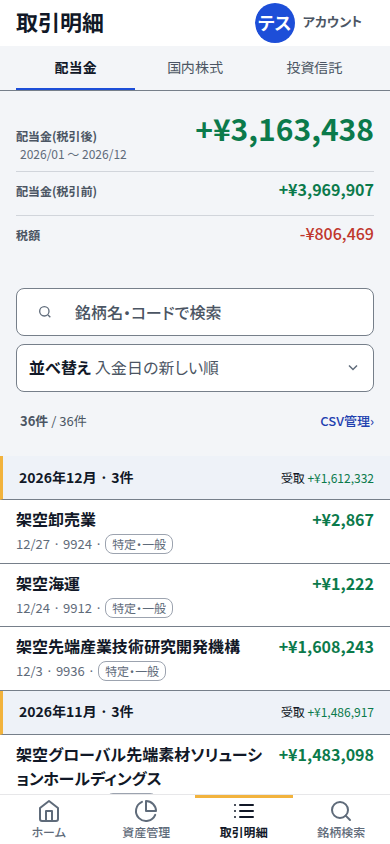 取引明細
テス アカウント
配当金 国内株式 投資信託
配当金(税引後) +¥3,163,438
2026/01 〜 2026/12
配当金(税引前) +¥3,969,907
税額 -¥806,469
銘柄名・コードで検索
並べ替え 入金日の新しい順
36件 / 36件 CSV管理›
2026年12月・3件 受取 +¥1,612,332
架空卸売業 +¥2,867
12/27・9924・特定・一般
架空海運 +¥1,222
12/24・9912・特定・一般
架空先端産業技術研究開発機構 +¥1,608,243
12/3・9936・特定・一般
2026年11月・3件 受取 +¥1,486,917
架空グローバル先端素材ソリューシ +¥1,483,098
ョンホールディングス
ホーム 資産管理 取引明細 銘柄検索